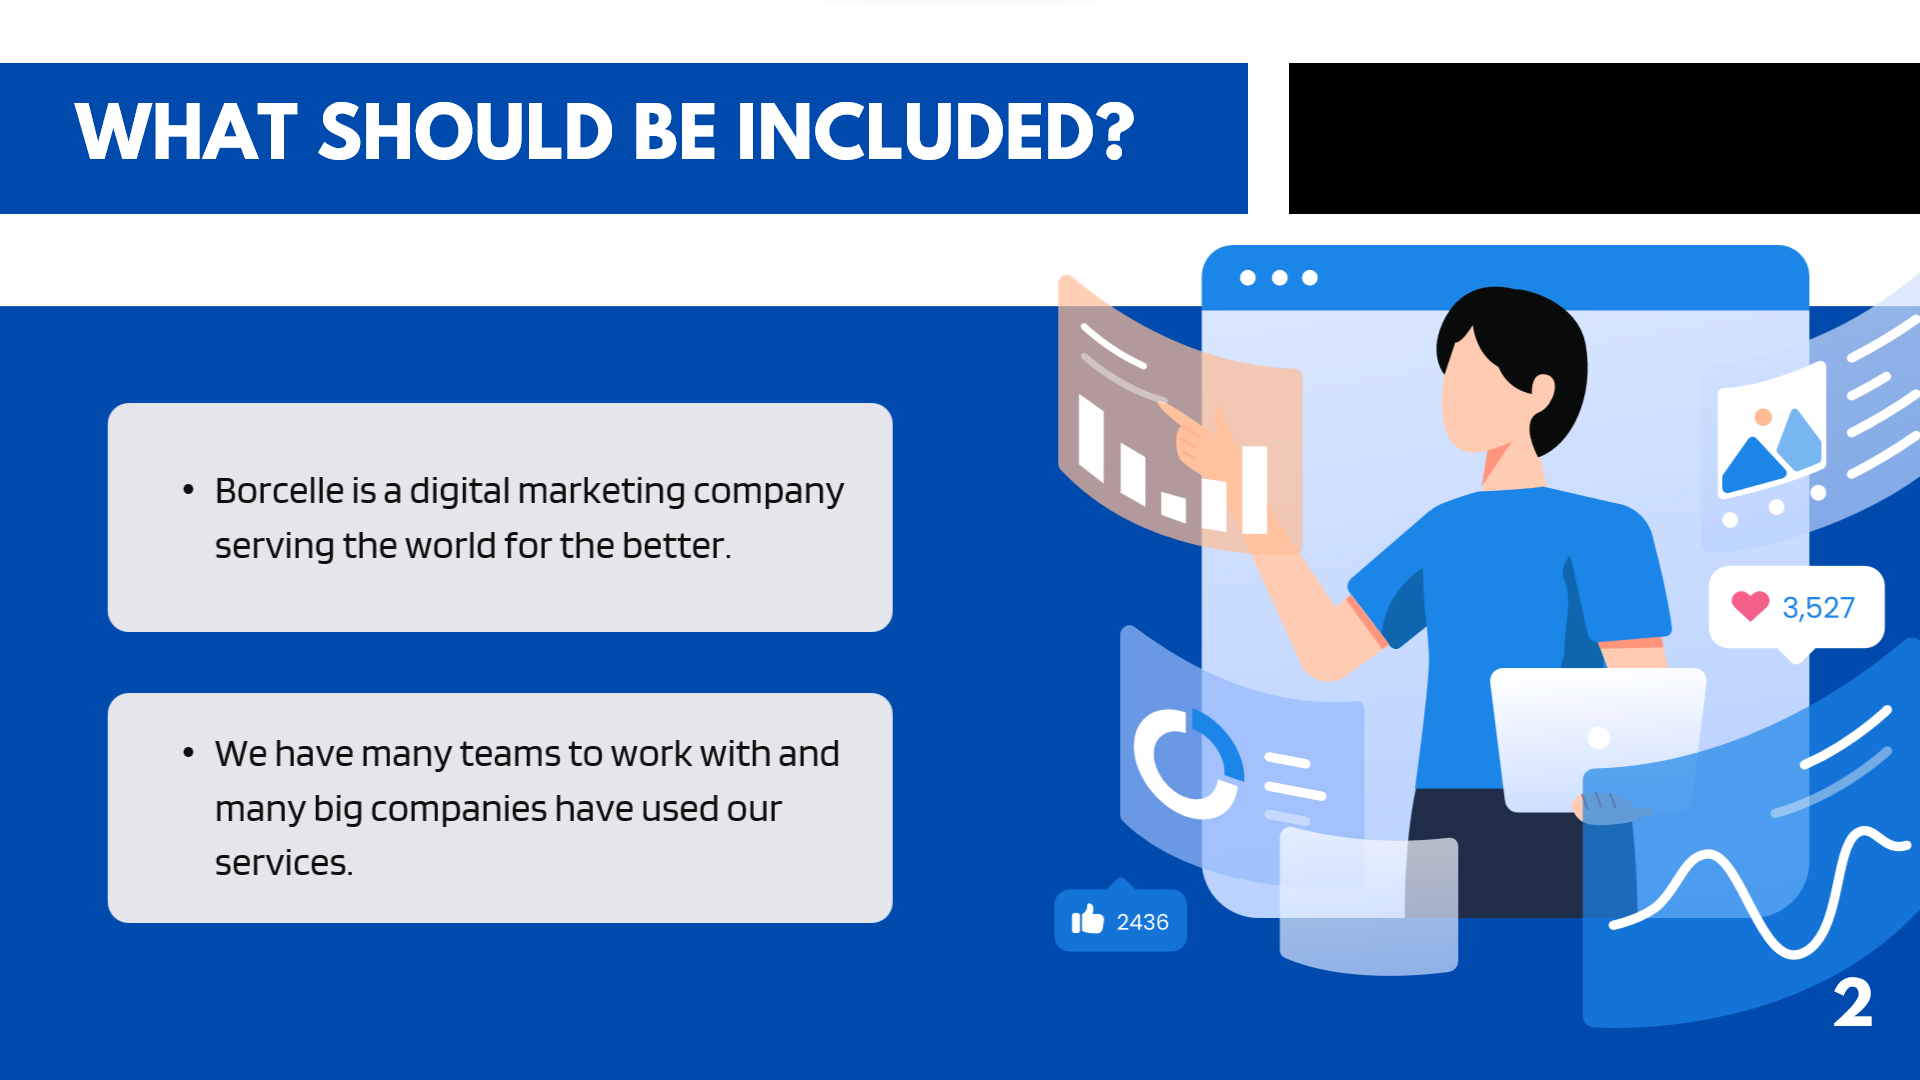 WHAT SHOULD BE INCLUDED?
• Borcelle is a digital marketing company
serving the world for the better.
• We have many teams to work with and
many big companies have used our
services.
3,527
2436
2